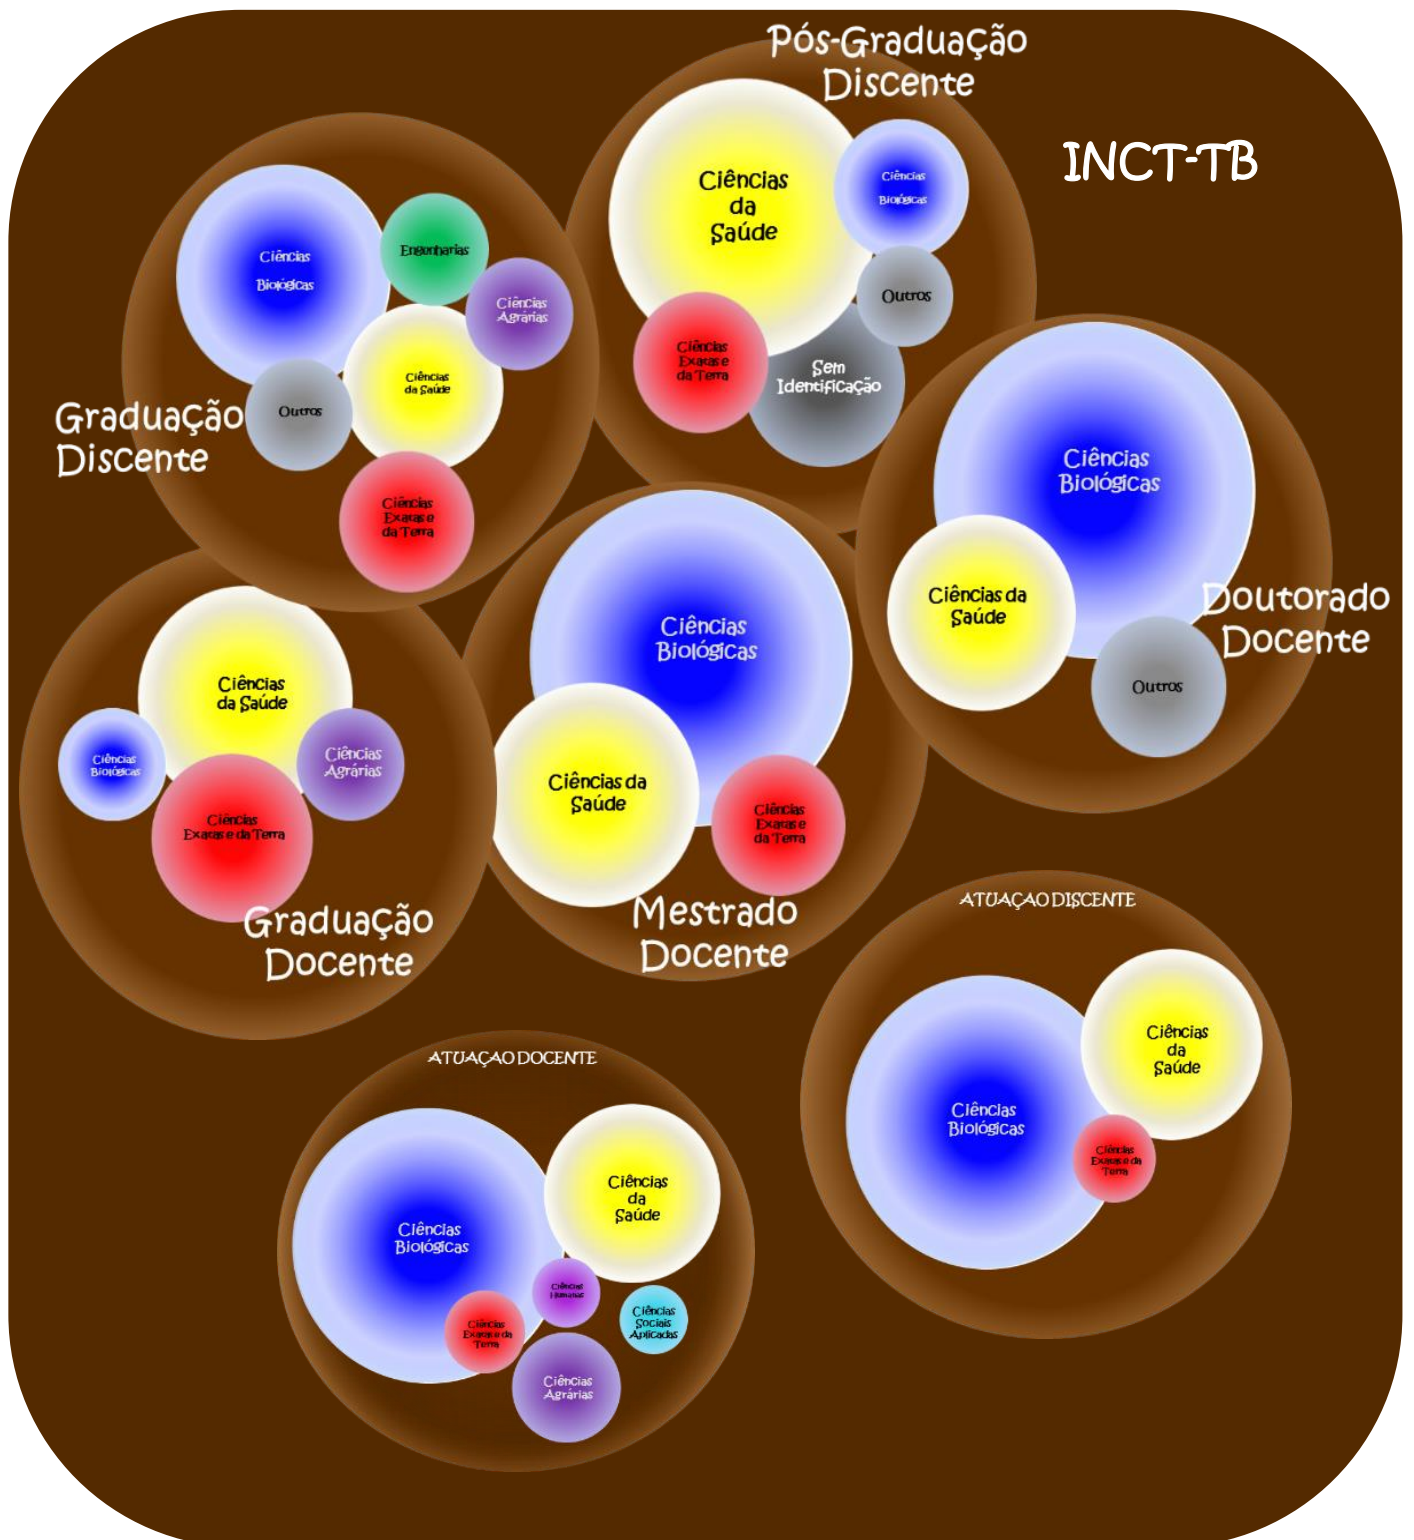 Pós-Graduação
Discente
INCT-TB
Ciências
da
Saúde
Ciências
Biológicas
Outros
Ciências
Exatas e
da Terra
Sem
Identificação
Ciências
Biológicas
Engenharias
Ciências
Agrárias
Ciências
da Saúde
Outros
Ciências
Exatas e
da Terra
Graduação
Discente
Ciências
Biológicas
Ciências da
Saúde
Outros
Doutorado
Docente
Ciências
da Saúde
Ciências
Biológicas
Ciências
Agrárias
Ciências
Exatas e da Terra
Graduação
Docente
Ciências
Biológicas
Ciências da
Saúde
Ciências
Exatas e
da Terra
Mestrado
Docente
ATUAÇAO DISCENTE
Ciências
da
Saúde
Ciências
Biológicas
Ciências
Exatas e da
Terra
ATUAÇAO DOCENTE
Ciências
da
Saúde
Ciências
Biológicas
Ciências
Humanas
Ciências
Sociais
Aplicadas
Ciências
Exatas e da
Terra
Ciências
Agrárias